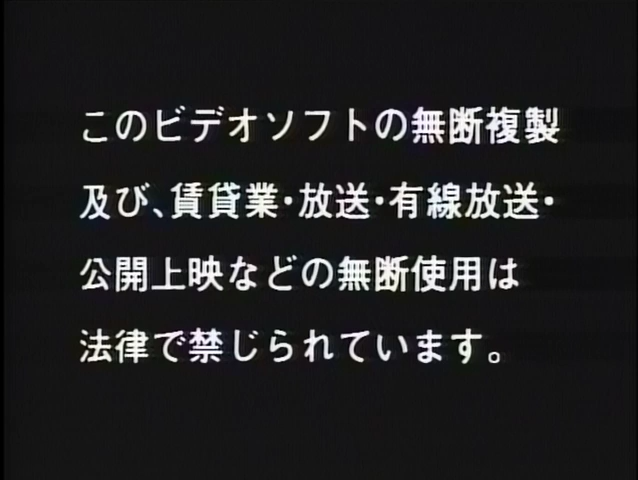 このビデオソフトの無断複製
及び、賃貸業・放送・有線放送・
公開上映などの無断使用は
法律で禁じられています。